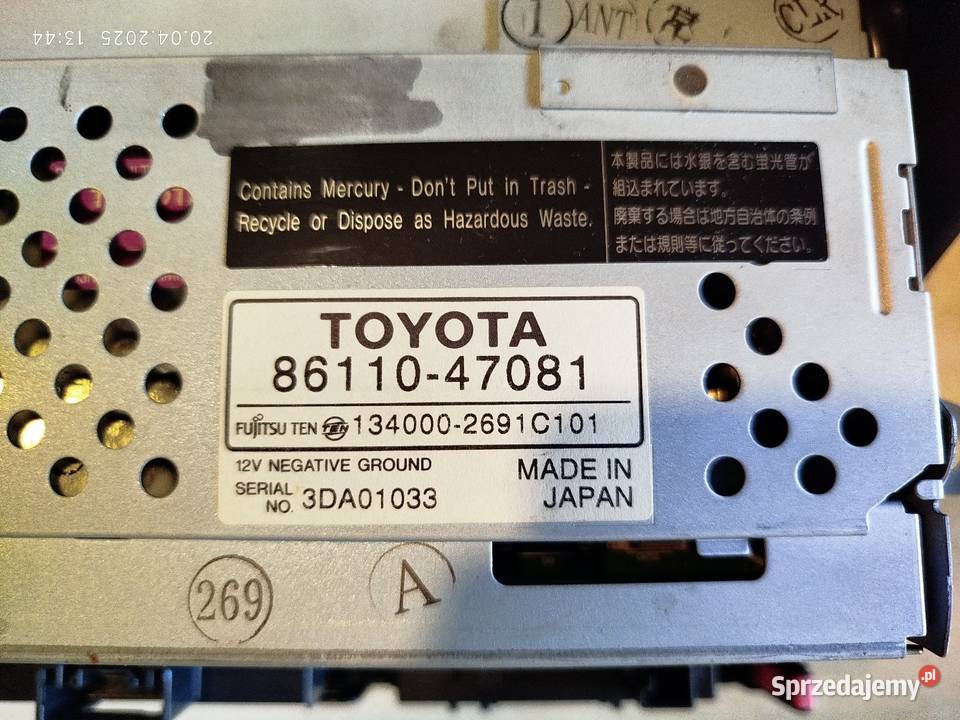 20.04.2025 13:44
1 ANT
Contains Mercury - Don't Put in Trash -
Recycle or Dispose as Hazardous Waste.
本製品には水銀を含む蛍光管が
組込まれています。
廃棄する場合は地方自治体の条例
または規則等に従ってください。
TOYOTA
86110-47081
FUJITSU TEN TEN 134000-2691C101
12V NEGATIVE GROUND
SERIAL NO. 3DA01033
MADE IN
JAPAN
269
A
Sprzedajemy.pl